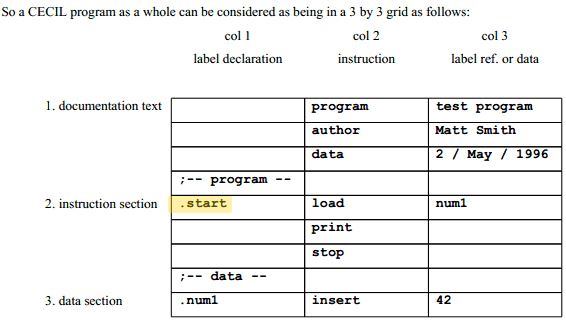 So a CECIL program as a whole can be considered as being in a 3 by 3 grid as follows:
col 1 col 2 col 3
label declaration instruction label ref. or data
1. documentation text program test program
author Matt Smith
data 2 / May / 1996
;-- program --
2. instruction section .start load num1
print
stop
;-- data --
3. data section .num1 insert 42